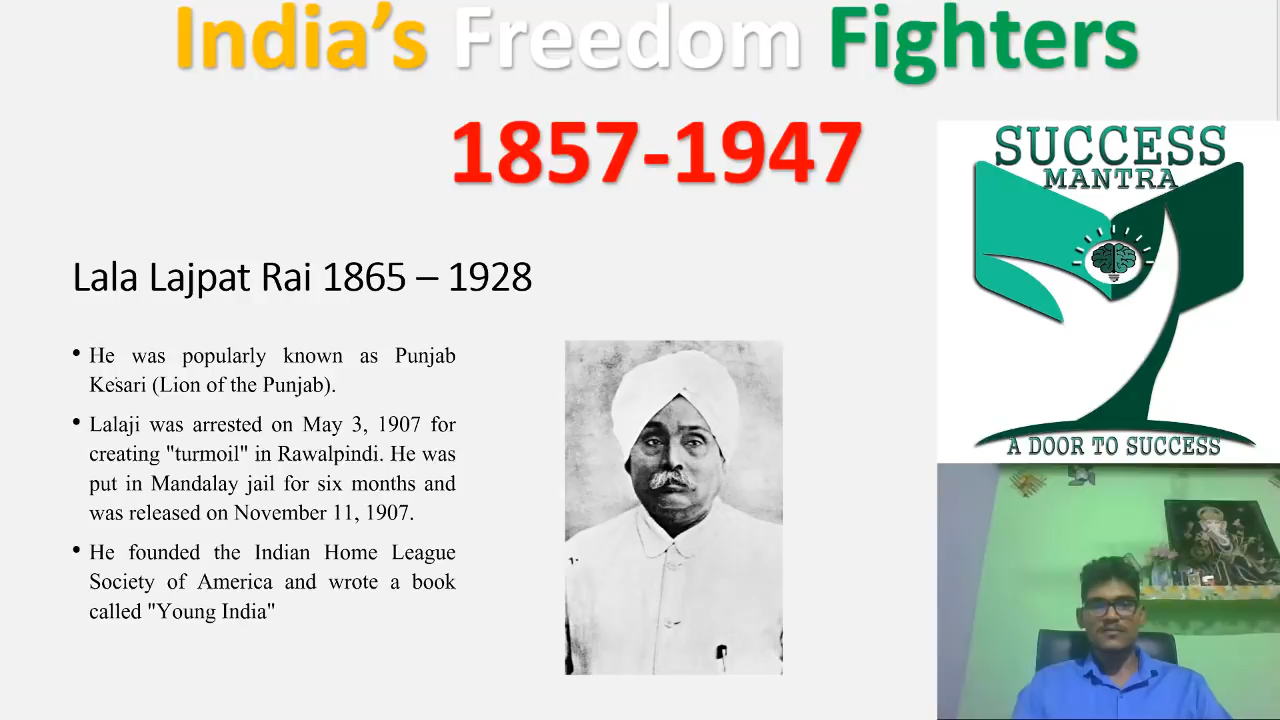 India's Freedom Fighters
1857-1947
SUCCESS
MANTRA
Lala Lajpat Rai 1865 – 1928
• He was popularly known as Punjab
Kesari (Lion of the Punjab).
• Lalaji was arrested on May 3, 1907 for
creating "turmoil" in Rawalpindi. He was
put in Mandalay jail for six months and
was released on November 11, 1907.
• He founded the Indian Home League
Society of America and wrote a book
called "Young India"
A DOOR TO SUCCESS